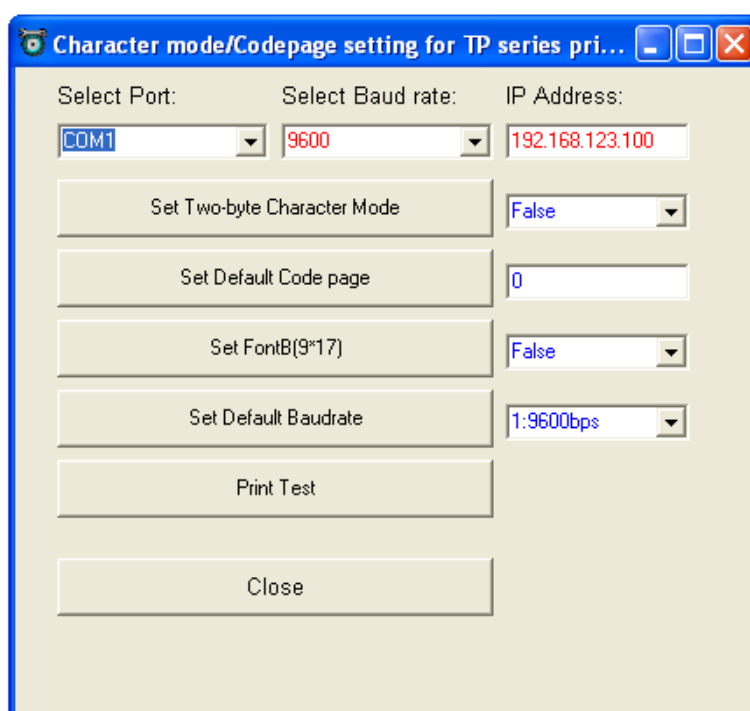 Character mode/Codepage setting for TP series pri...
Select Port: Select Baud rate: IP Address:
COM1 9600 192.168.123.100
Set Two-byte Character Mode False
Set Default Code page 0
Set FontB(9*17) False
Set Default Baudrate 1:9600bps
Print Test
Close